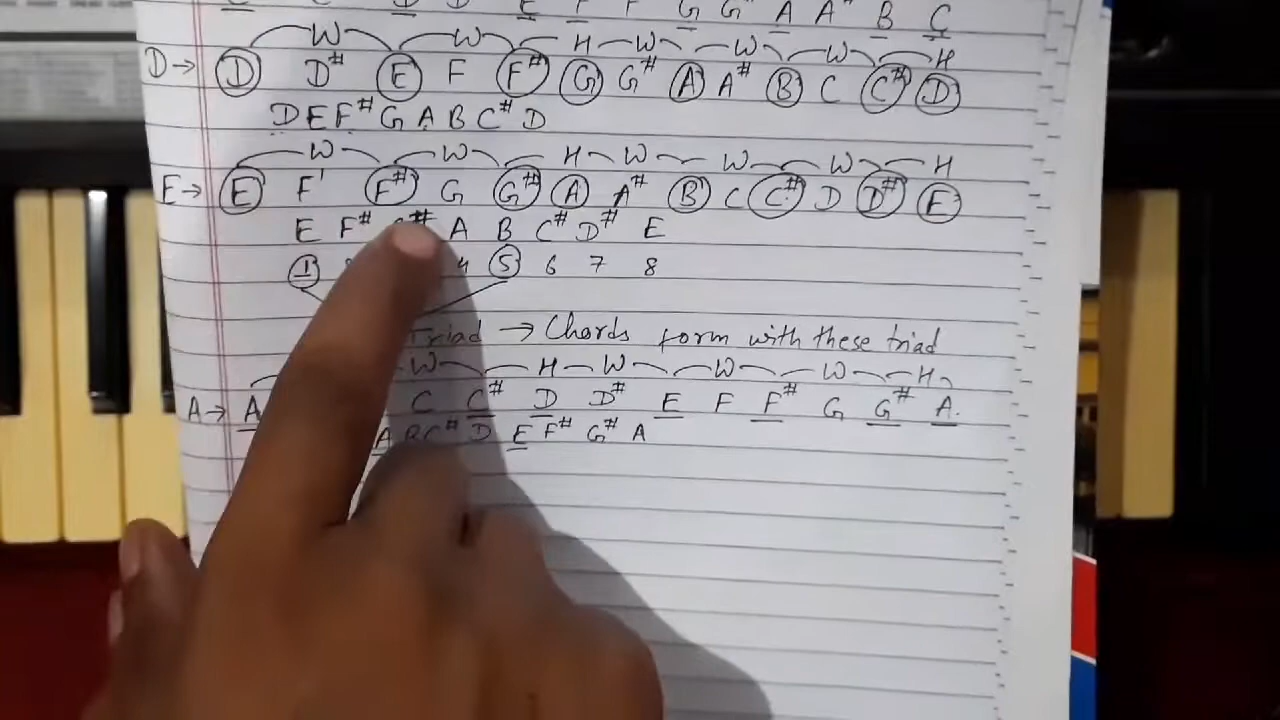 C D D E F F G G# A A# B C
W W H W W W H
D→ D D# E F F# G G# A A# B C C# D
D E F# G A B C# D
W W H W W W H
E→ E F' F# G G# A A# B C C# D D# E
E F# G# A B C# D# E
1 4 5 6 7 8
Triad → Chords form with these triad
W H W W W H
A→ A C C# D D# E F F# G G# A.
A B C# D E F# G# A